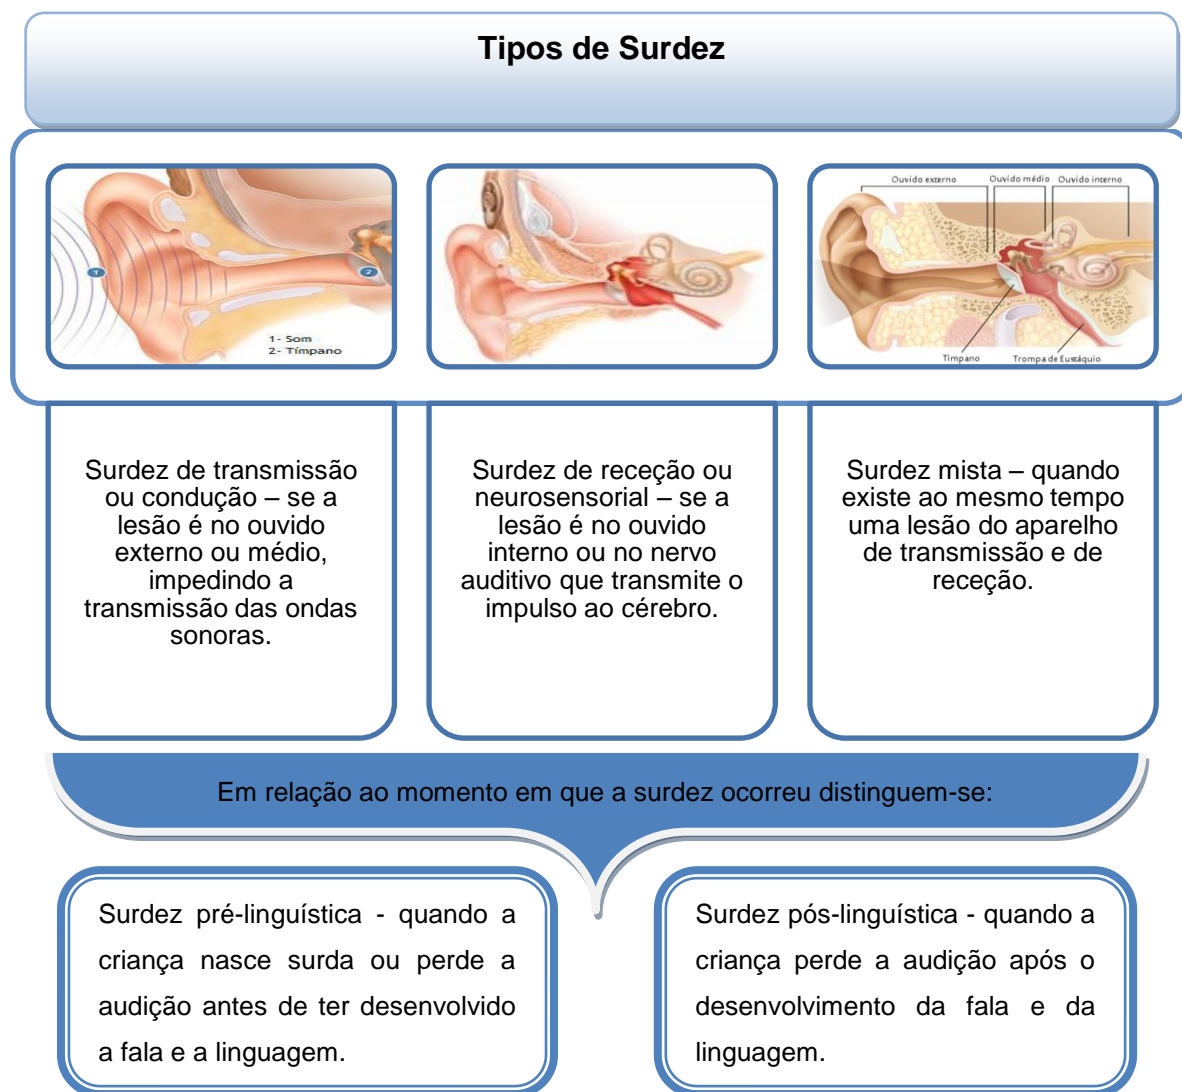 Tipos de Surdez
1
2
1- Som
2- Tímpano
Ouvido externo
Ouvido médio
Ouvido interno
Timpano
Trompa de Eustáquio
Surdez de transmissão
ou condução – se a
lesão é no ouvido
externo ou médio,
impedindo a
transmissão das ondas
sonoras.
Surdez de receção ou
neurosensorial – se a
lesão é no ouvido
interno ou no nervo
auditivo que transmite o
impulso ao cérebro.
Surdez mista – quando
existe ao mesmo tempo
uma lesão do aparelho
de transmissão e de
receção.
Em relação ao momento em que a surdez ocorreu distinguem-se:
Surdez pré-linguística - quando a
criança nasce surda ou perde a
audição antes de ter desenvolvido
a fala e a linguagem.
Surdez pós-linguística - quando a
criança perde a audição após o
desenvolvimento da fala e da
linguagem.